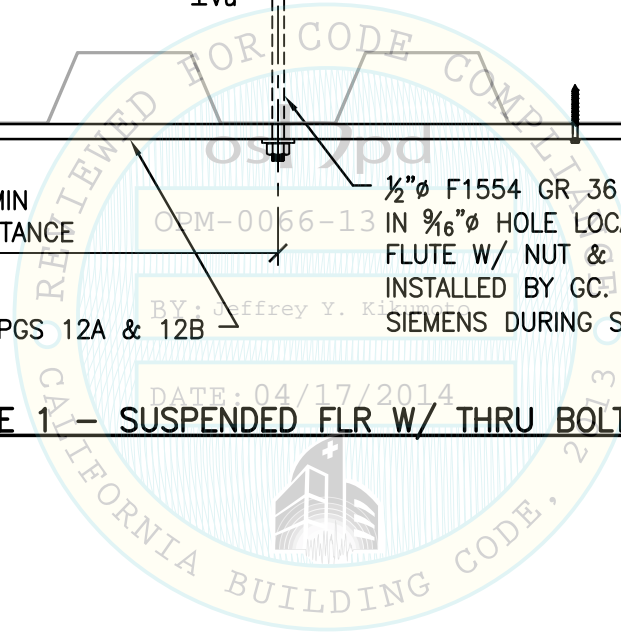 ±Vu
REVIEWED FOR CODE COMPLIANCE
oshpd
MIN
TANCE
½"ø F1554 GR 36
IN 9⁄16"ø HOLE LOCA
FLUTE W/ NUT &
INSTALLED BY GC.
SIEMENS DURING S
OPM-0066-13
BY: Jeffrey Y. Kikumoto
PGS 12A & 12B
DATE: 04/17/2014
E 1 – SUSPENDED FLR W/ THRU BOLT
CALIFORNIA BUILDING CODE, 2013